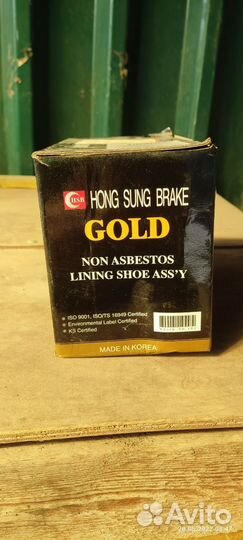 HSB HONG SUNG BRAKE
GOLD
NON ASBESTOS
LINING SHOE ASS'Y
• ISO 9001, ISO/TS 16949 Certified
• Environmental Label Certified
• KS Certified
MADE IN KOREA
Avito